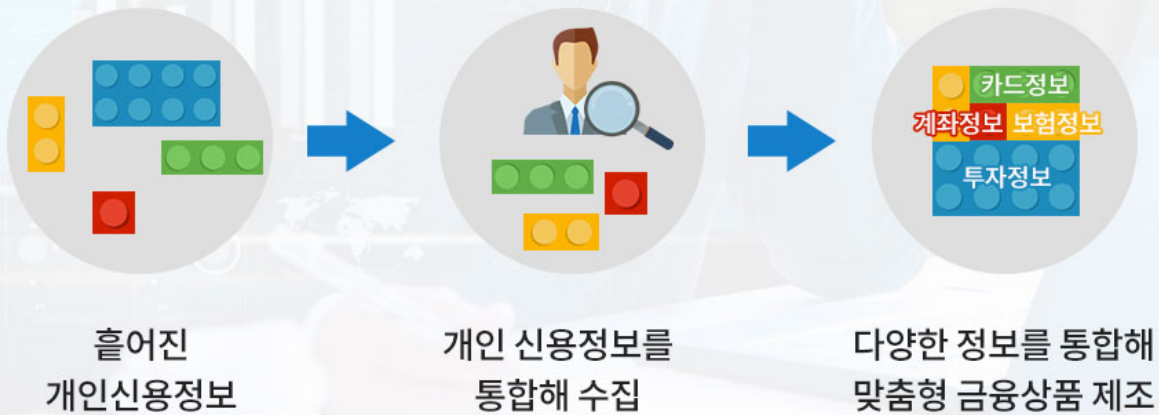 카드정보
계좌정보 보험정보
투자정보
흩어진
개인신용정보
개인 신용정보를
통합해 수집
다양한 정보를 통합해
맞춤형 금융상품 제조